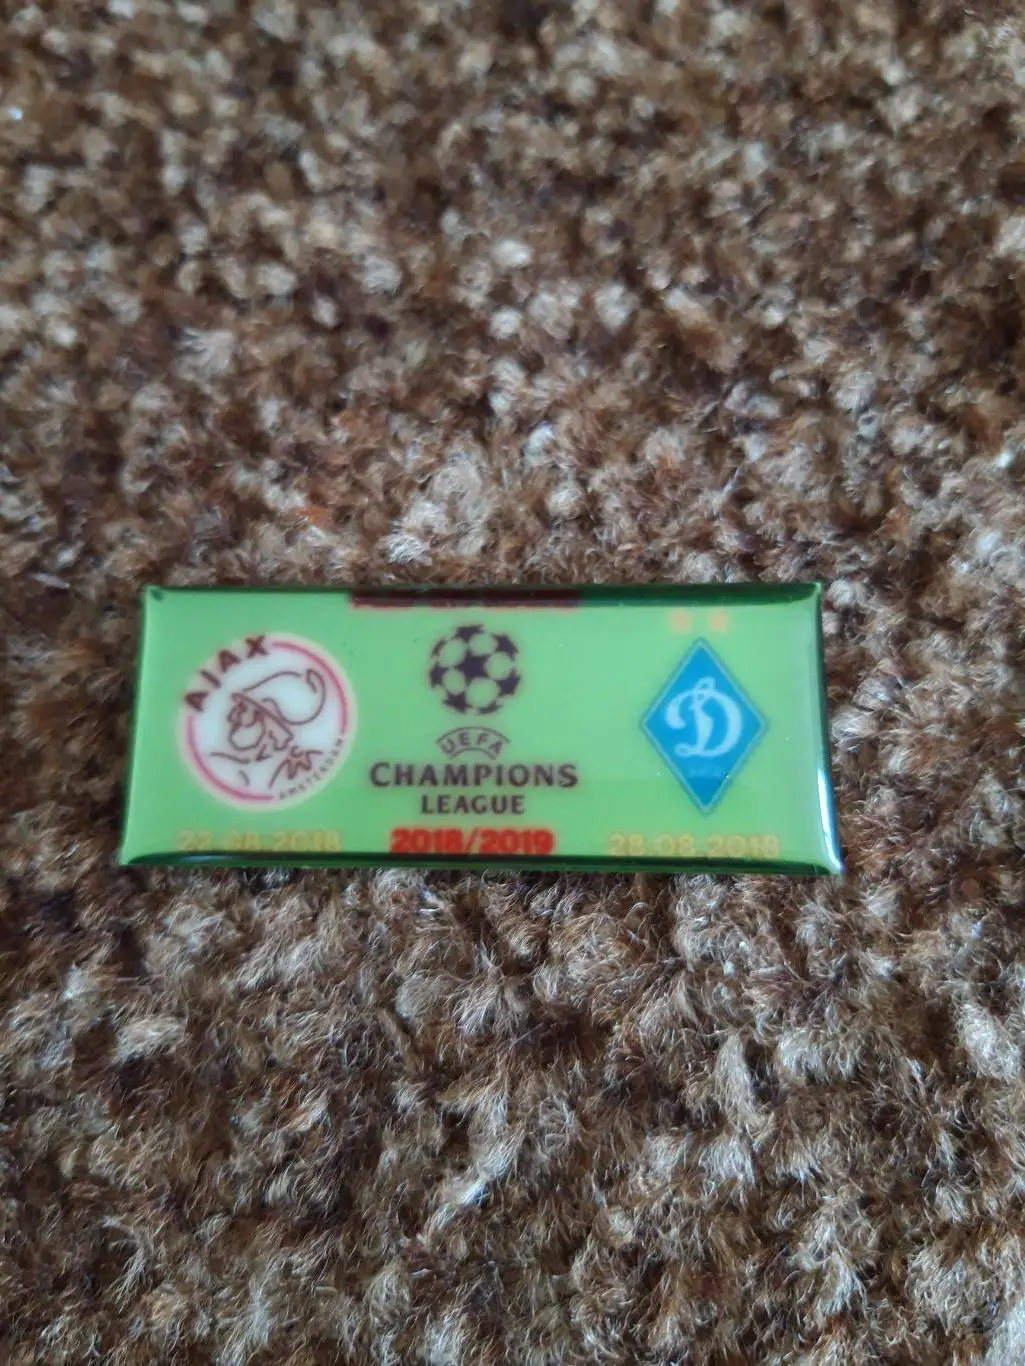 AJAX
AMSTERDAM
UEFA
CHAMPIONS
LEAGUE
Д
22.08.2018
2018/2019
28.08.2018